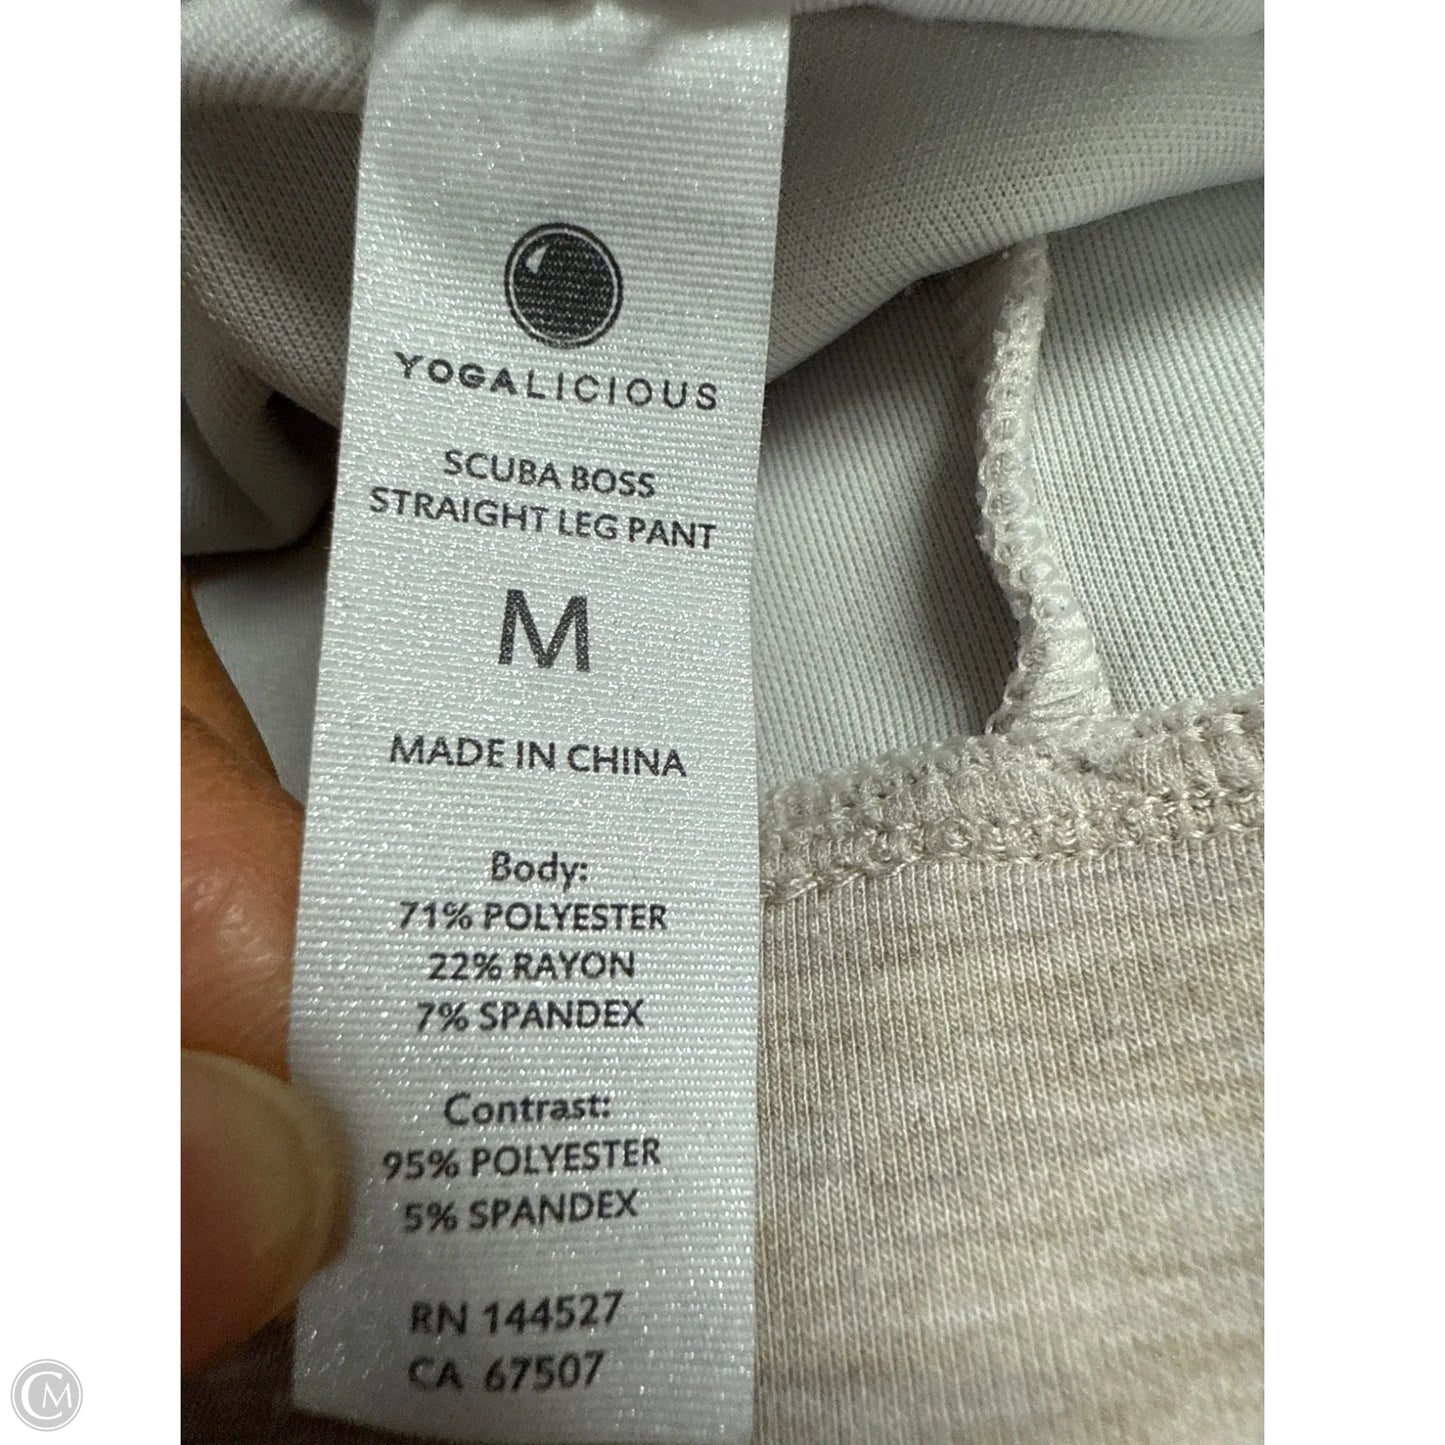 YOGALICIOUS
SCUBA BOSS
STRAIGHT LEG PANT
M
MADE IN CHINA
Body:
71% POLYESTER
22% RAYON
7% SPANDEX
Contrast:
95% POLYESTER
5% SPANDEX
RN 144527
CA 67507
CM